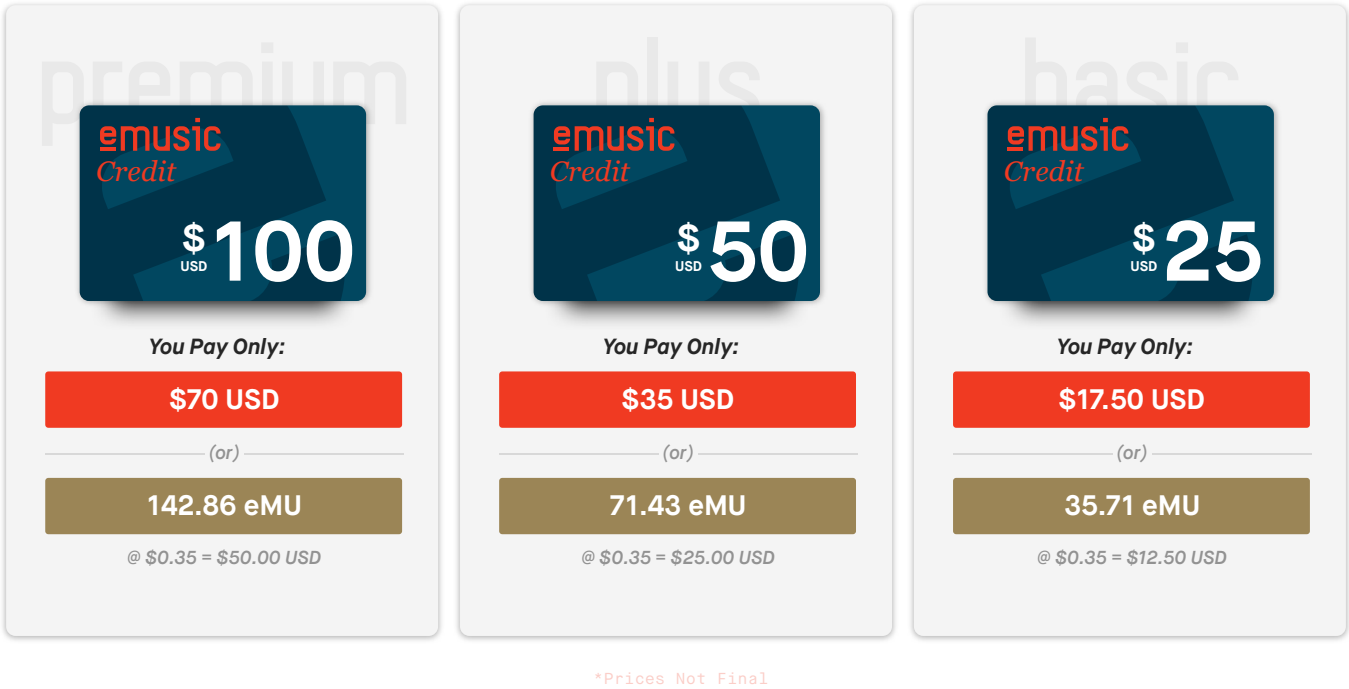 premium
emusic
Credit
$ USD 100
You Pay Only:
$70 USD
(or)
142.86 eMU
@ $0.35 = $50.00 USD
plus
emusic
Credit
$ USD 50
You Pay Only:
$35 USD
(or)
71.43 eMU
@ $0.35 = $25.00 USD
basic
emusic
Credit
$ USD 25
You Pay Only:
$17.50 USD
(or)
35.71 eMU
@ $0.35 = $12.50 USD
*Prices Not Final